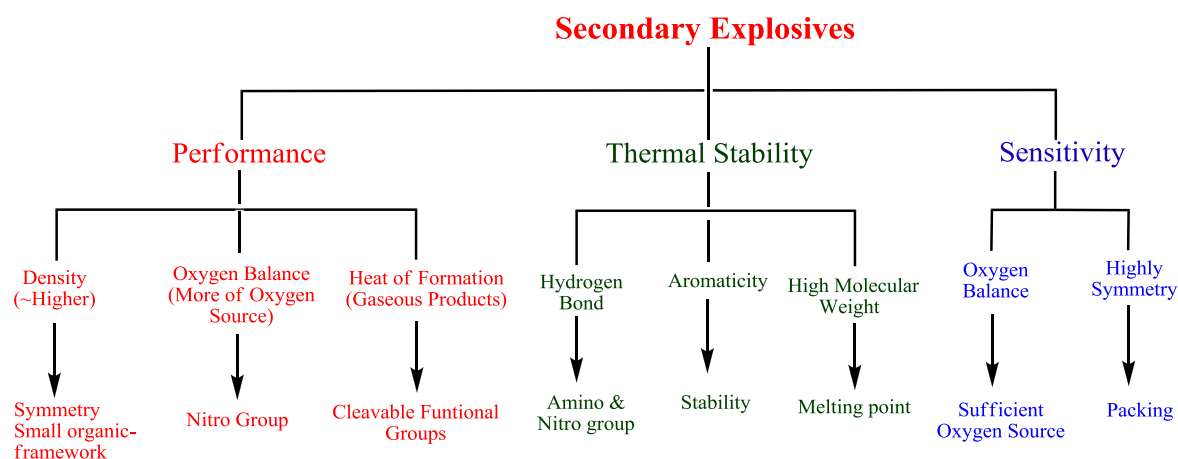 Secondary Explosives
Performance
Thermal Stability
Sensitivity
Density
(~Higher)
Oxygen Balance
(More of Oxygen
Source)
Heat of Formation
(Gaseous Products)
Hydrogen
Bond
Aromaticity
High Molecular
Weight
Oxygen
Balance
Highly
Symmetry
Symmetry
Small organic-
framework
Nitro Group
Cleavable Funtional
Groups
Amino &
Nitro group
Stability
Melting point
Sufficient
Oxygen Source
Packing